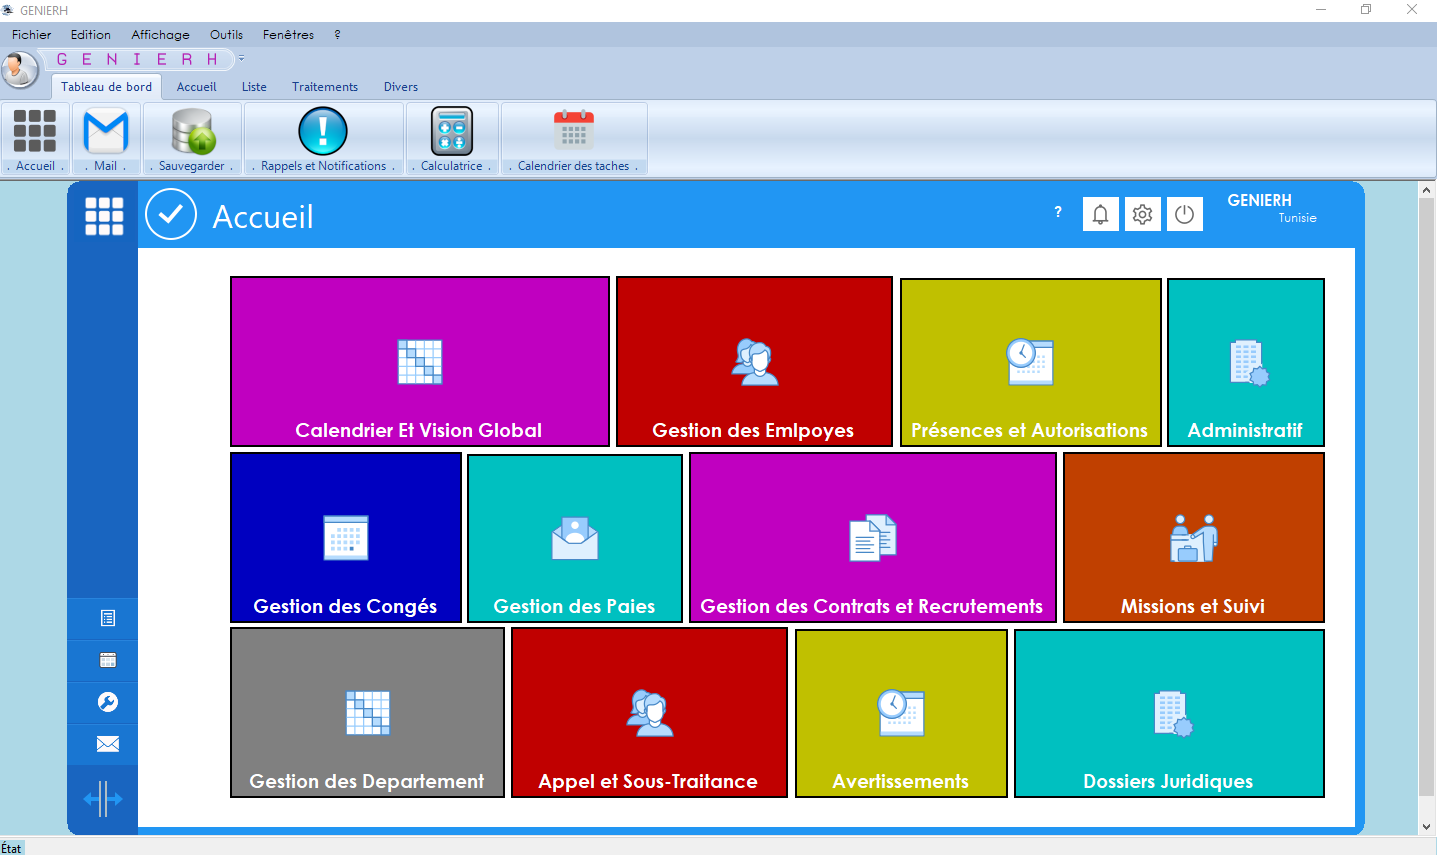 GENIERH
Fichier Edition Affichage Outils Fenêtres ?
G E N I E R H
Tableau de bord Accueil Liste Traitements Divers
. Accueil . . Mail . . Sauvegarder . . Rappels et Notifications . . Calculatrice . . Calendrier des taches .
Accueil ? GENIERH
Tunisie
Calendrier Et Vision Global Gestion des Emlpoyes Présences et Autorisations Administratif
Gestion des Congés Gestion des Paies Gestion des Contrats et Recrutements Missions et Suivi
Gestion des Departement Appel et Sous-Traitance Avertissements Dossiers Juridiques
État